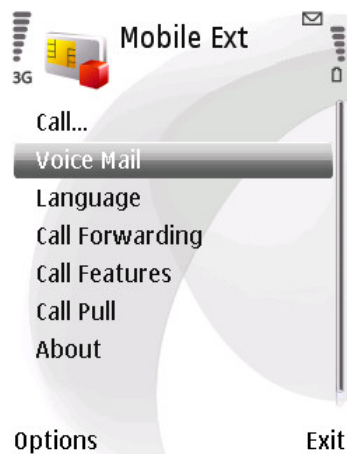 Mobile Ext
3G
Call...
Voice Mail
Language
Call Forwarding
Call Features
Call Pull
About
Options Exit